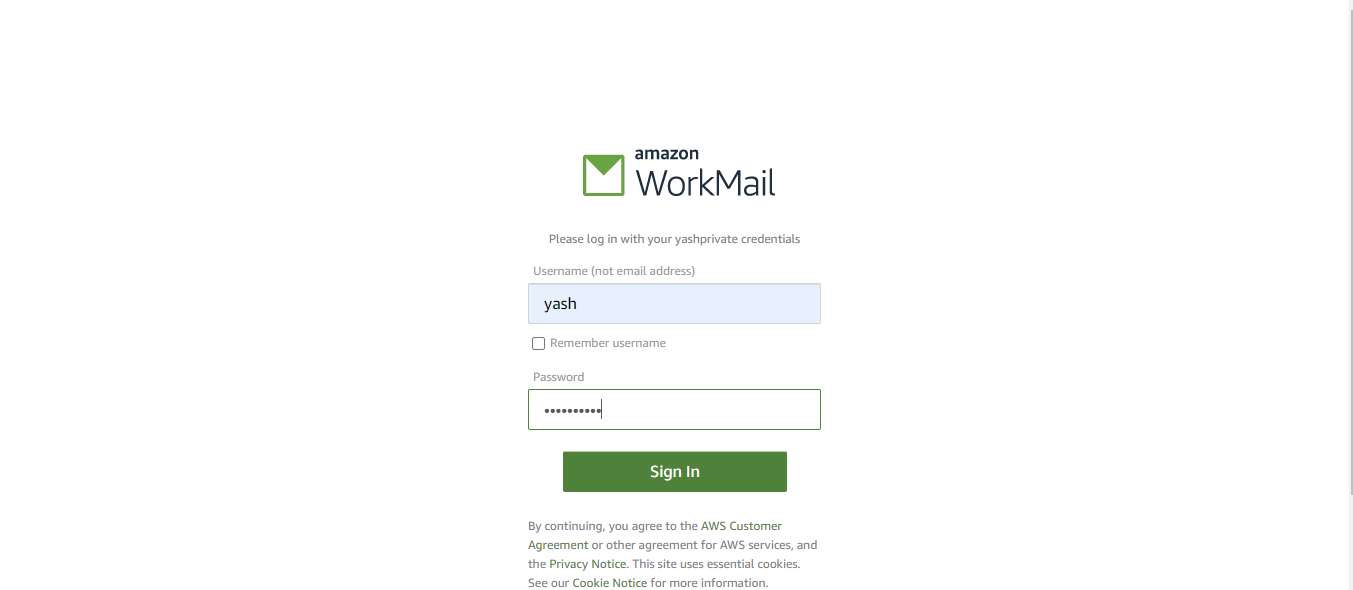 amazon
WorkMail
Please log in with your yashprivate credentials
Username (not email address)
yash
Remember username
Password
••••••••••
Sign In
By continuing, you agree to the AWS Customer
Agreement or other agreement for AWS services, and
the Privacy Notice. This site uses essential cookies.
See our Cookie Notice for more information.